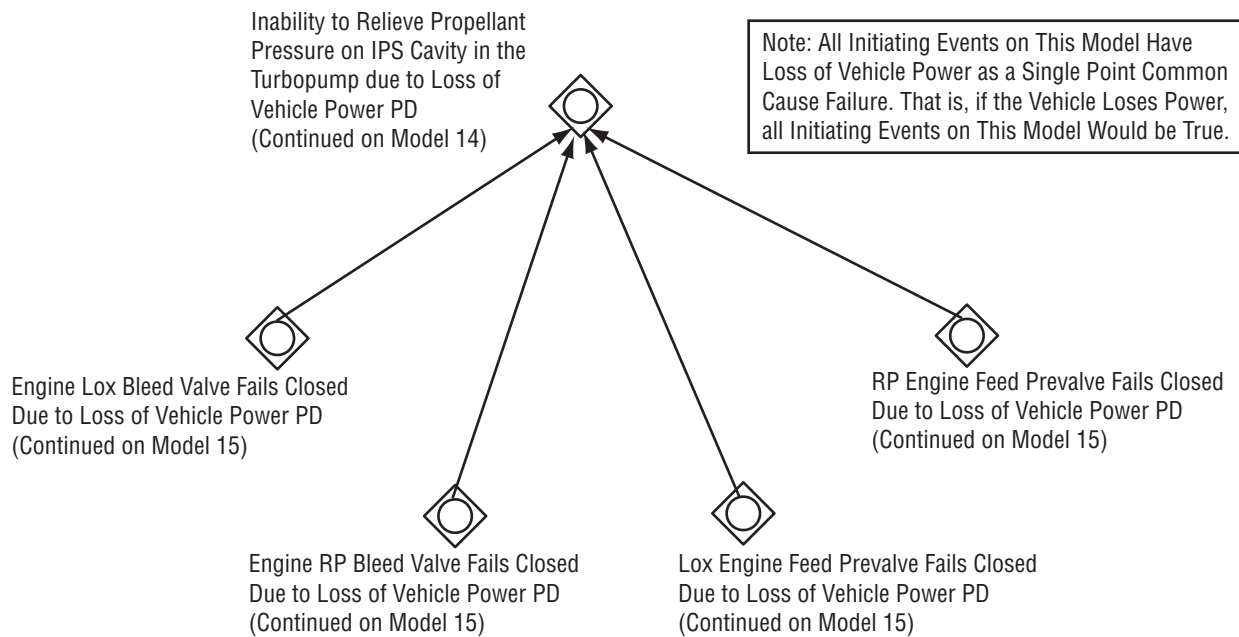 Inability to Relieve Propellant
Pressure on IPS Cavity in the
Turbopump due to Loss of
Vehicle Power PD
(Continued on Model 14)
Note: All Initiating Events on This Model Have
Loss of Vehicle Power as a Single Point Common
Cause Failure. That is, if the Vehicle Loses Power,
all Initiating Events on This Model Would be True.
Engine Lox Bleed Valve Fails Closed
Due to Loss of Vehicle Power PD
(Continued on Model 15)
RP Engine Feed Prevalve Fails Closed
Due to Loss of Vehicle Power PD
(Continued on Model 15)
Engine RP Bleed Valve Fails Closed
Due to Loss of Vehicle Power PD
(Continued on Model 15)
Lox Engine Feed Prevalve Fails Closed
Due to Loss of Vehicle Power PD
(Continued on Model 15)